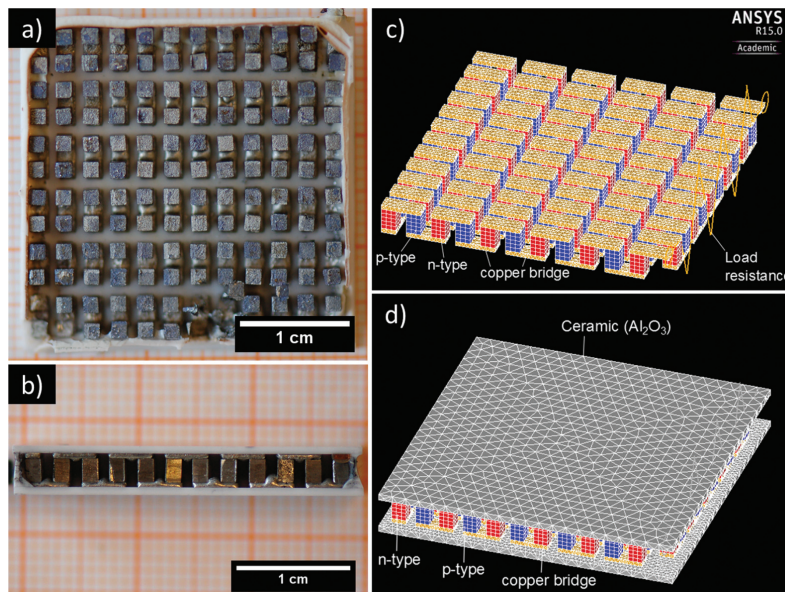 a)
1 cm
b)
1 cm
c)
ANSYS
R15.0
Academic
p-type
n-type
copper bridge
Load
resistance
d)
Ceramic (Al₂O₃)
n-type
p-type
copper bridge